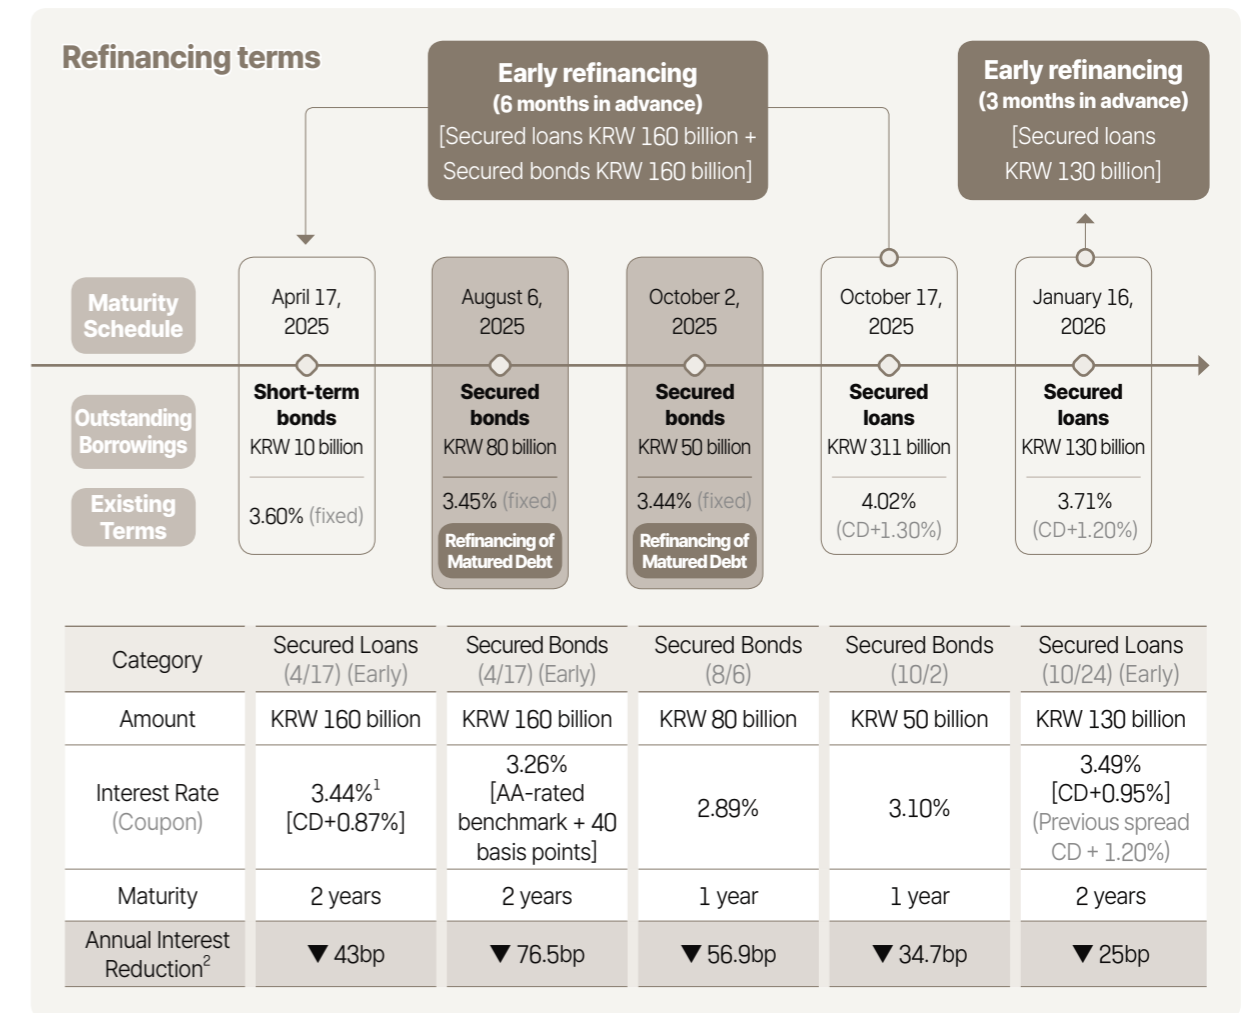 Refinancing terms
Early refinancing
(6 months in advance)
[Secured loans KRW 160 billion +
Secured bonds KRW 160 billion]
Early refinancing
(3 months in advance)
[Secured loans
KRW 130 billion]
Maturity
Schedule
April 17,
2025
August 6,
2025
October 2,
2025
October 17,
2025
January 16,
2026
Outstanding
Borrowings
Short-term
bonds
KRW 10 billion
Secured
bonds
KRW 80 billion
Secured
bonds
KRW 50 billion
Secured
loans
KRW 311 billion
Secured
loans
KRW 130 billion
Existing
Terms
3.60% (fixed)
3.45% (fixed)
Refinancing of
Matured Debt
3.44% (fixed)
Refinancing of
Matured Debt
4.02%
(CD+1.30%)
3.71%
(CD+1.20%)
Category
Secured Loans
(4/17) (Early)
Secured Bonds
(4/17) (Early)
Secured Bonds
(8/6)
Secured Bonds
(10/2)
Secured Loans
(10/24) (Early)
Amount
KRW 160 billion
KRW 160 billion
KRW 80 billion
KRW 50 billion
KRW 130 billion
Interest Rate
(Coupon)
3.44%1
[CD+0.87%]
3.26%
[AA-rated
benchmark + 40
basis points]
2.89%
3.10%
3.49%
[CD+0.95%]
(Previous spread
CD + 1.20%)
Maturity
2 years
2 years
1 year
1 year
2 years
Annual Interest
Reduction2
▼ 43bp
▼ 76.5bp
▼ 56.9bp
▼ 34.7bp
▼ 25bp